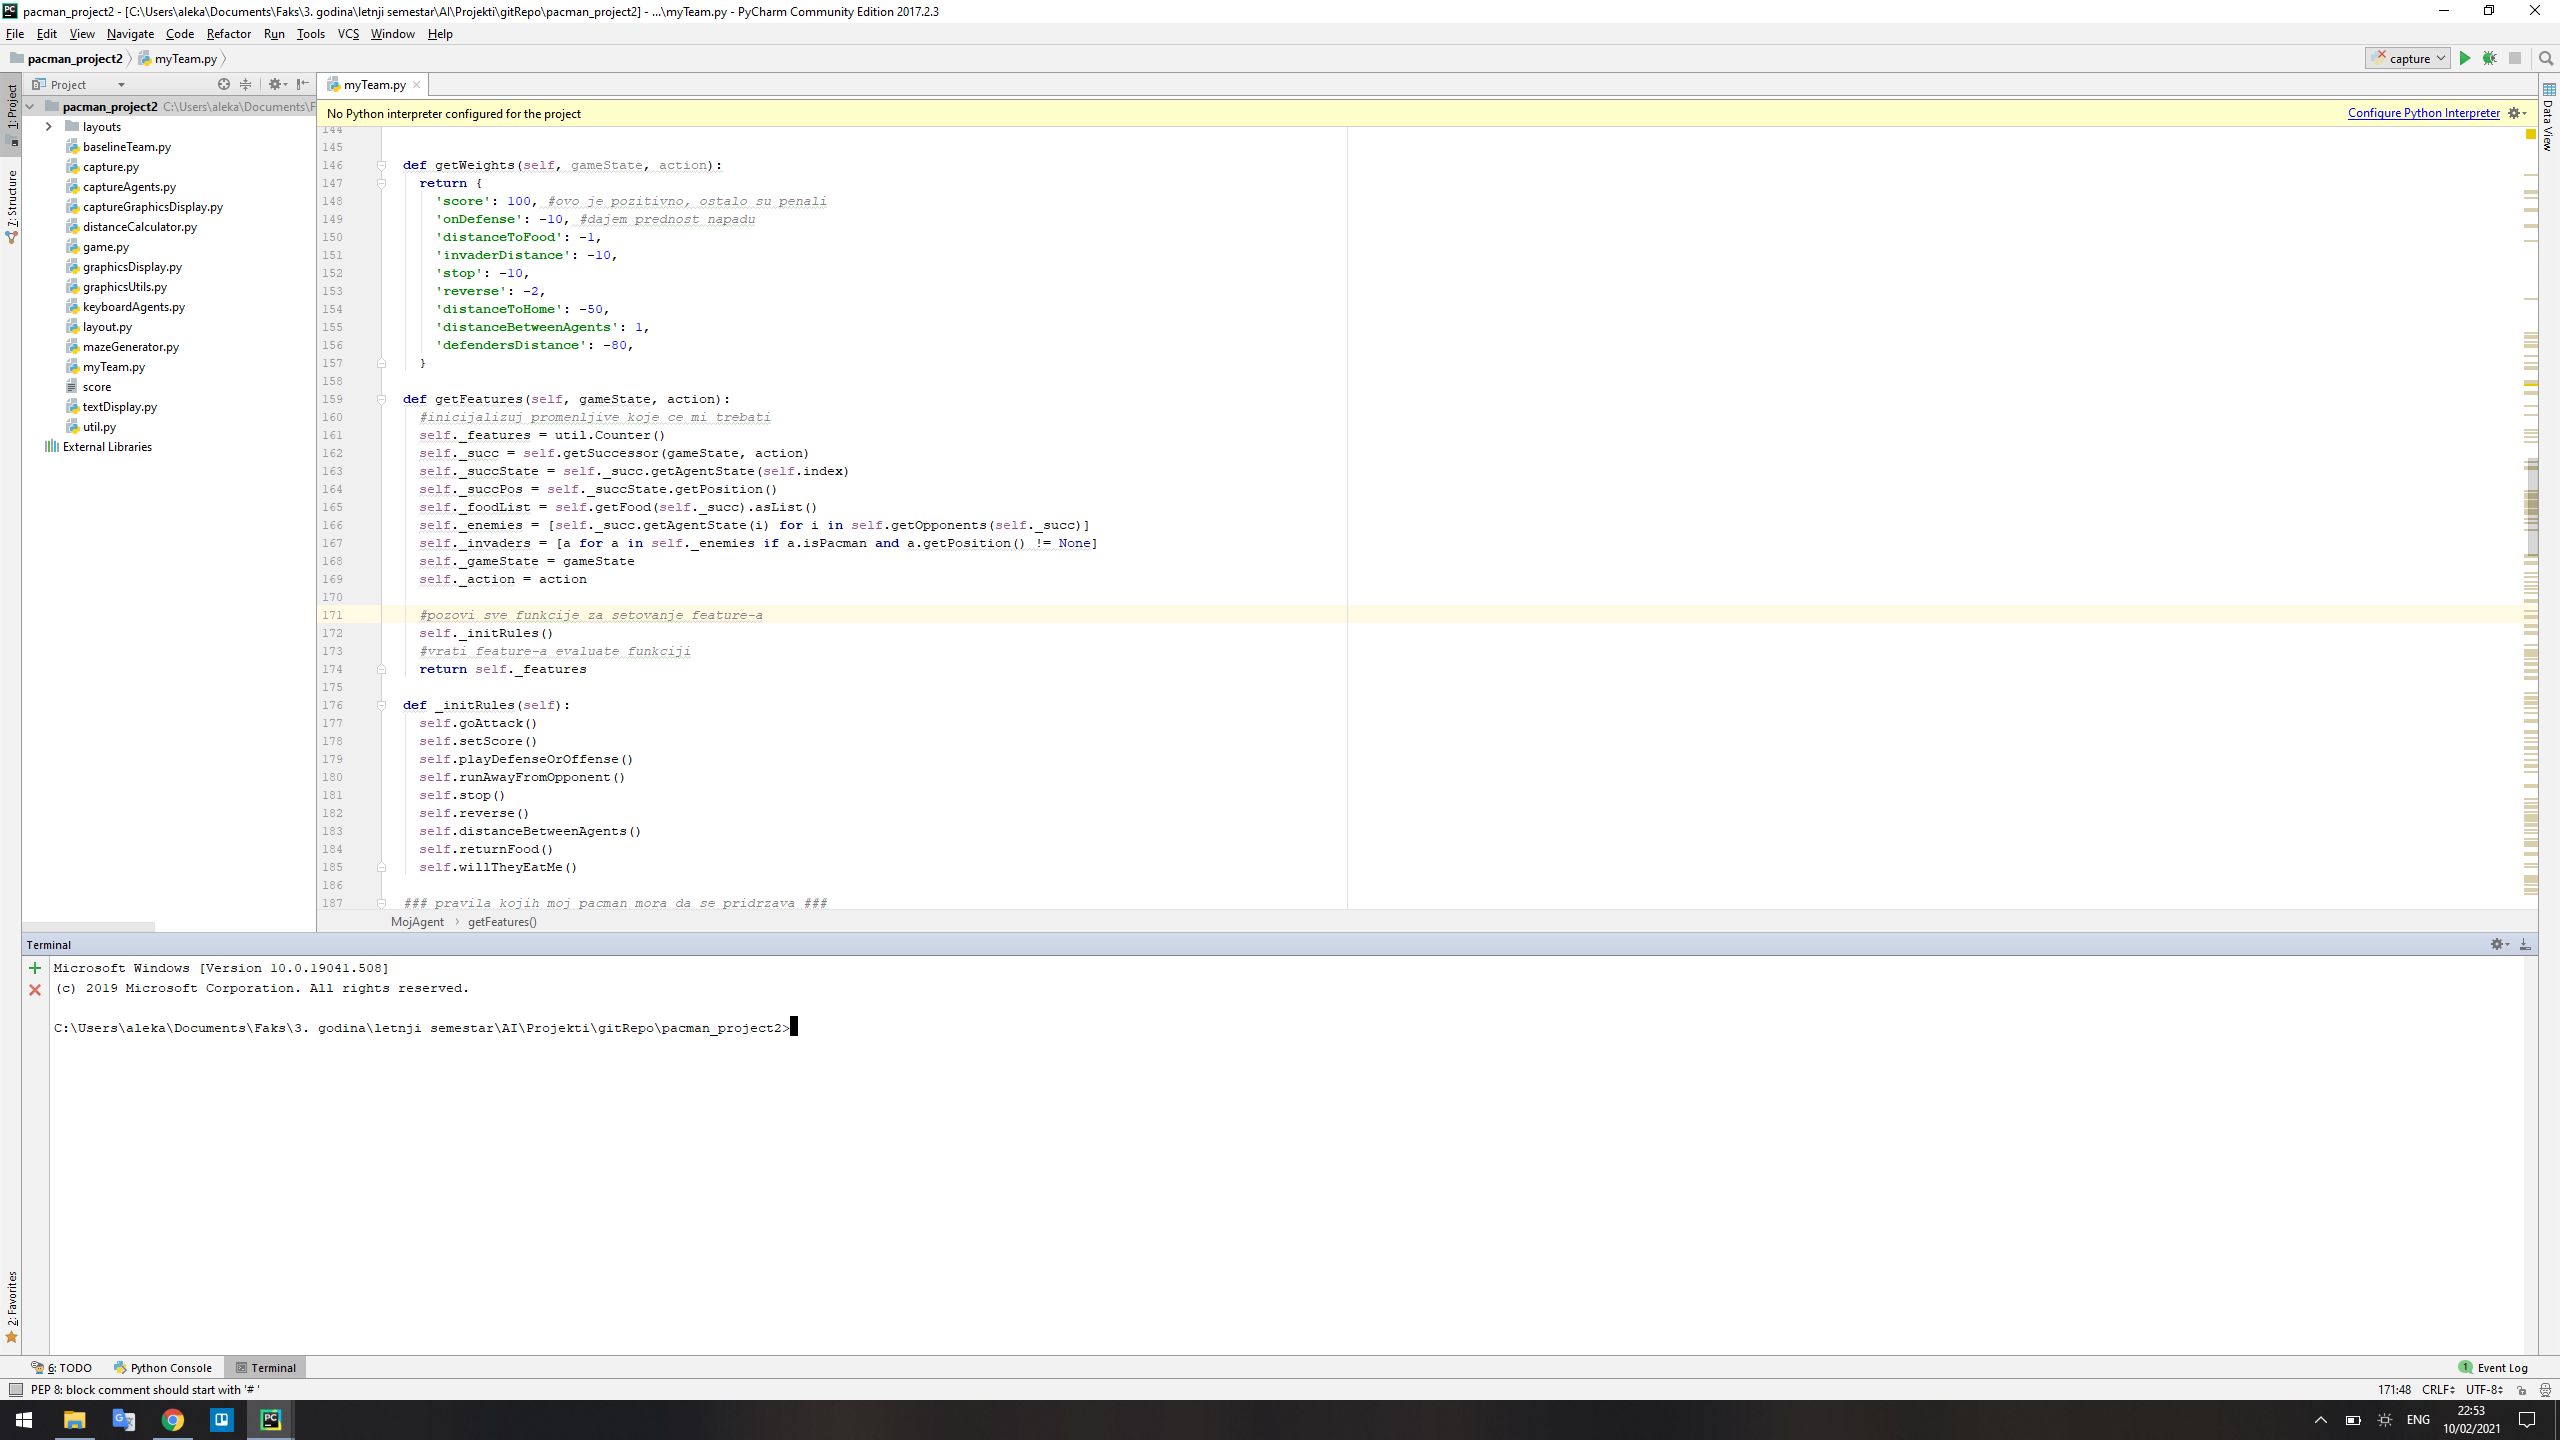 pacman_project2 - [C:\Users\aleka\Documents\Faks\3. godina\letnji semestar\AI\Projekti\gitRepo\pacman_project2] - ...\myTeam.py - PyCharm Community Edition 2017.2.3
File Edit View Navigate Code Refactor Run Tools VCS Window Help
pacman_project2 myTeam.py
capture
1: Project
7: Structure
2: Favorites
Data View
Project
pacman_project2 C:\Users\aleka\Documents\F
layouts
baselineTeam.py
capture.py
captureAgents.py
captureGraphicsDisplay.py
distanceCalculator.py
game.py
graphicsDisplay.py
graphicsUtils.py
keyboardAgents.py
layout.py
mazeGenerator.py
myTeam.py
score
textDisplay.py
util.py
External Libraries
myTeam.py
No Python interpreter configured for the project
Configure Python Interpreter
144
145
146 def getWeights(self, gameState, action):
147 return {
148 'score': 100, #ovo je pozitivno, ostalo su penali
149 'onDefense': -10, #dajem prednost napadu
150 'distanceToFood': -1,
151 'invaderDistance': -10,
152 'stop': -10,
153 'reverse': -2,
154 'distanceToHome': -50,
155 'distanceBetweenAgents': 1,
156 'defendersDistance': -80,
157 }
158
159 def getFeatures(self, gameState, action):
160 #inicijalizuj promenljive koje ce mi trebati
161 self._features = util.Counter()
162 self._succ = self.getSuccessor(gameState, action)
163 self._succState = self._succ.getAgentState(self.index)
164 self._succPos = self._succState.getPosition()
165 self._foodList = self.getFood(self._succ).asList()
166 self._enemies = [self._succ.getAgentState(i) for i in self.getOpponents(self._succ)]
167 self._invaders = [a for a in self._enemies if a.isPacman and a.getPosition() != None]
168 self._gameState = gameState
169 self._action = action
170
171 #pozovi sve funkcije za setovanje feature-a
172 self._initRules()
173 #vrati feature-a evaluate funkciji
174 return self._features
175
176 def _initRules(self):
177 self.goAttack()
178 self.setScore()
179 self.playDefenseOrOffense()
180 self.runAwayFromOpponent()
181 self.stop()
182 self.reverse()
183 self.distanceBetweenAgents()
184 self.returnFood()
185 self.willTheyEatMe()
186
187 ### pravila kojih moj pacman mora da se pridrzava ###
MojAgent getFeatures()
Terminal
Microsoft Windows [Version 10.0.19041.508]
(c) 2019 Microsoft Corporation. All rights reserved.
C:\Users\aleka\Documents\Faks\3. godina\letnji semestar\AI\Projekti\gitRepo\pacman_project2>
6: TODO Python Console Terminal
1 Event Log
PEP 8: block comment should start with '# '
171:48 CRLF UTF-8
ENG
22:53
10/02/2021